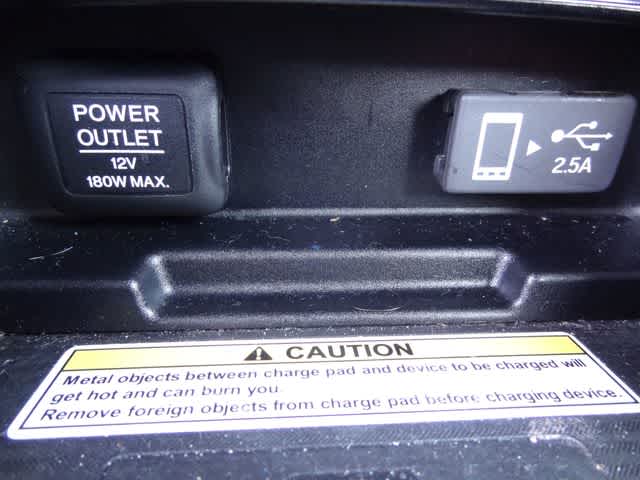 POWER
OUTLET
12V
180W MAX.
2.5A
CAUTION
Metal objects between charge pad and device to be charged will
get hot and can burn you.
Remove foreign objects from charge pad before charging device.